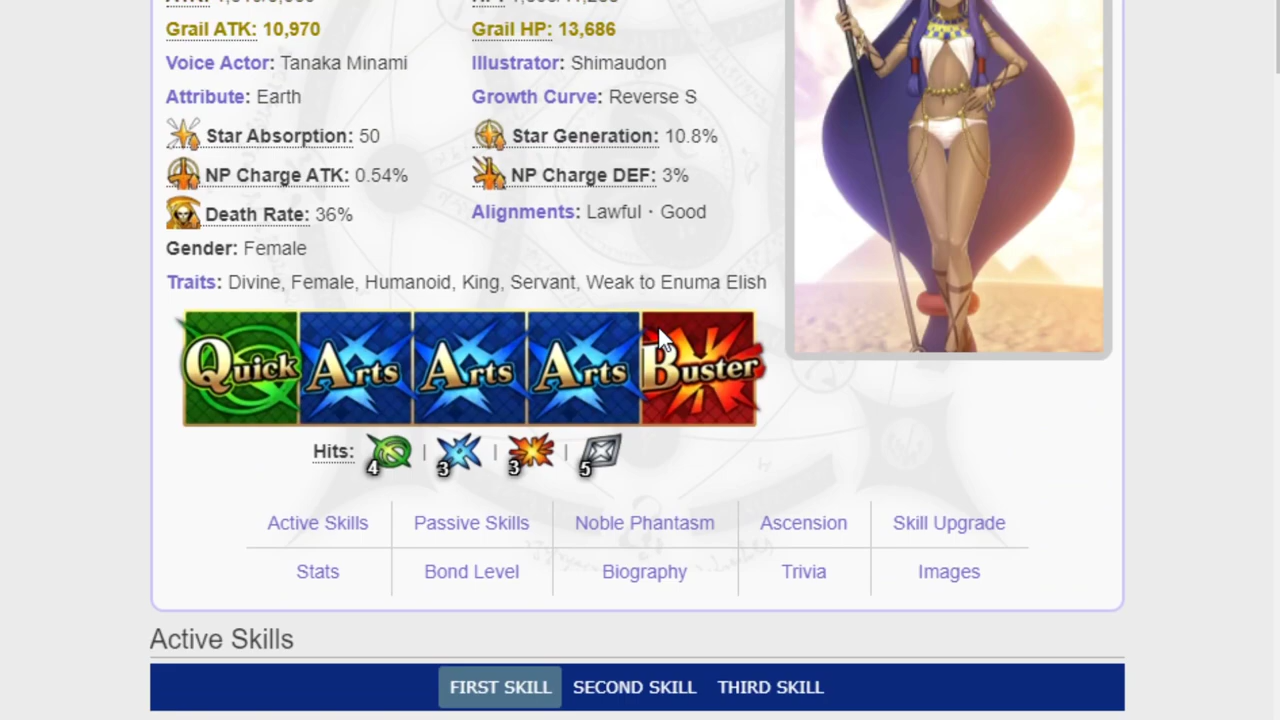 Grail ATK: 10,970 Grail HP: 13,686
Voice Actor: Tanaka Minami Illustrator: Shimaudon
Attribute: Earth Growth Curve: Reverse S
Star Absorption: 50 Star Generation: 10.8%
NP Charge ATK: 0.54% NP Charge DEF: 3%
Death Rate: 36% Alignments: Lawful · Good
Gender: Female
Traits: Divine, Female, Humanoid, King, Servant, Weak to Enuma Elish
Quick Arts Arts Arts Buster
Hits: 4 | 3 | 3 | 5
Active Skills Passive Skills Noble Phantasm Ascension Skill Upgrade
Stats Bond Level Biography Trivia Images
Active Skills
FIRST SKILL SECOND SKILL THIRD SKILL